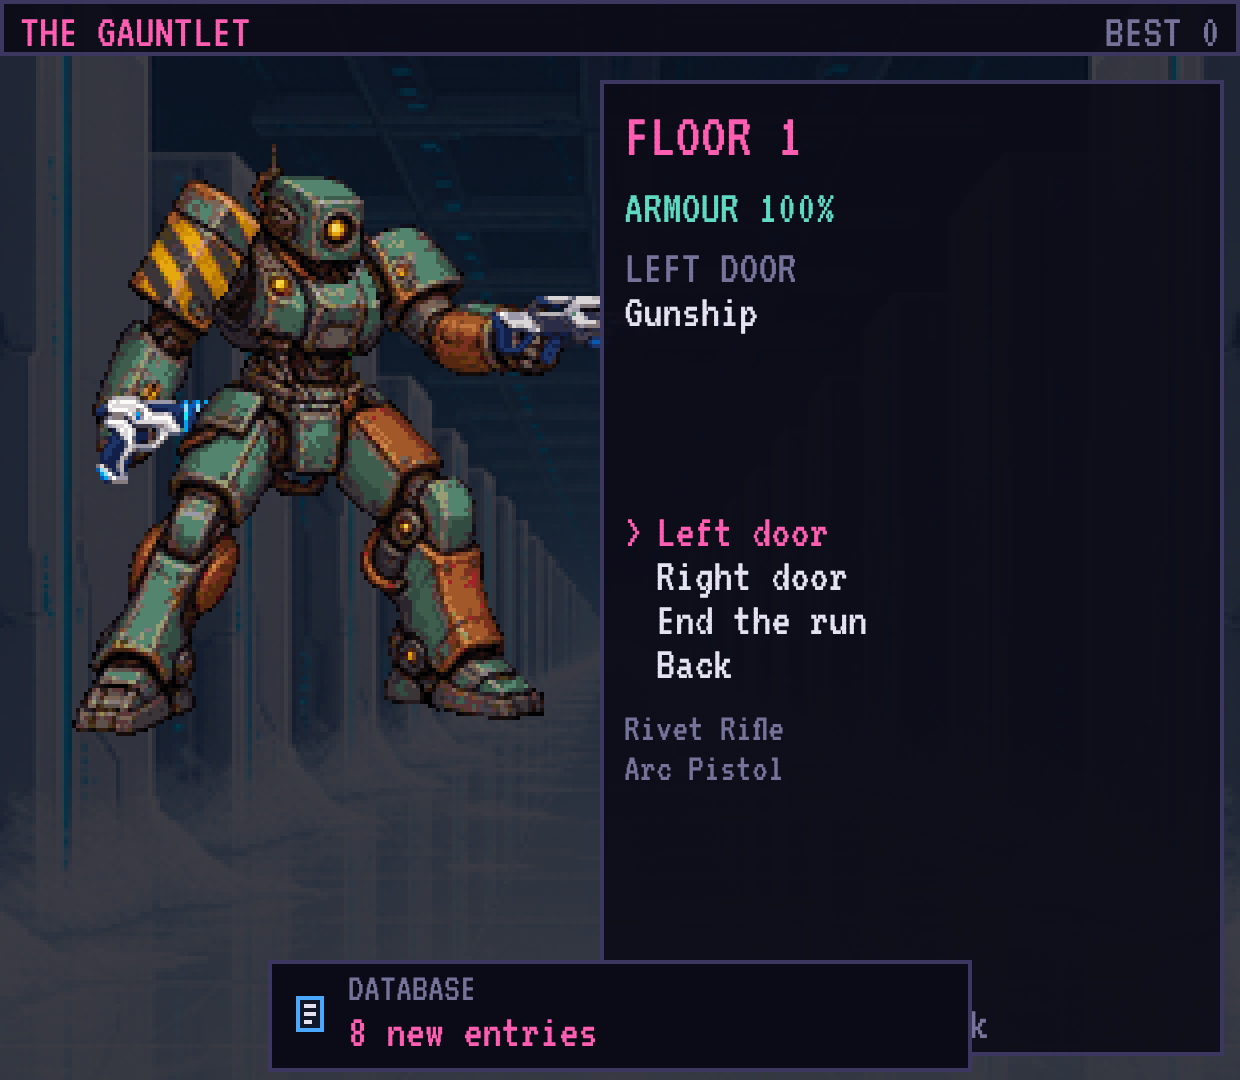 THE GAUNTLET
BEST 0
FLOOR 1
ARMOUR 100%
LEFT DOOR
Gunship
> Left door
Right door
End the run
Back
Rivet Rifle
Arc Pistol
DATABASE
8 new entries